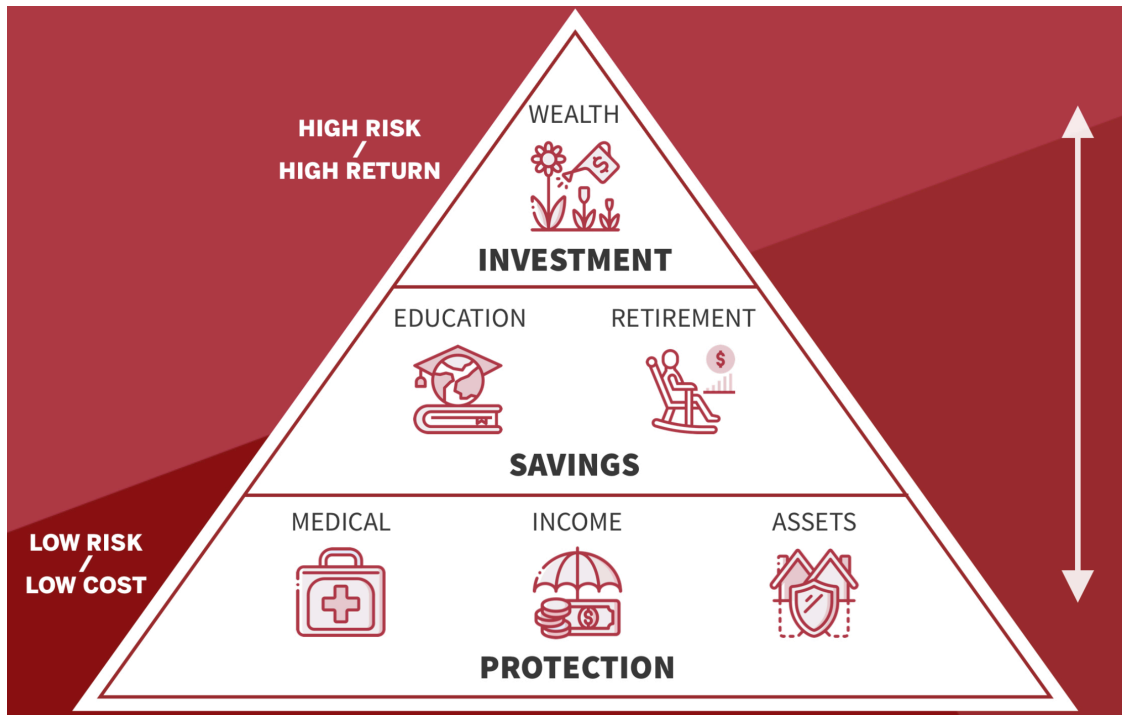 WEALTH
HIGH RISK
/
HIGH RETURN
$
INVESTMENT
EDUCATION
RETIREMENT
$
SAVINGS
MEDICAL
INCOME
ASSETS
LOW RISK
/
LOW COST
$
PROTECTION